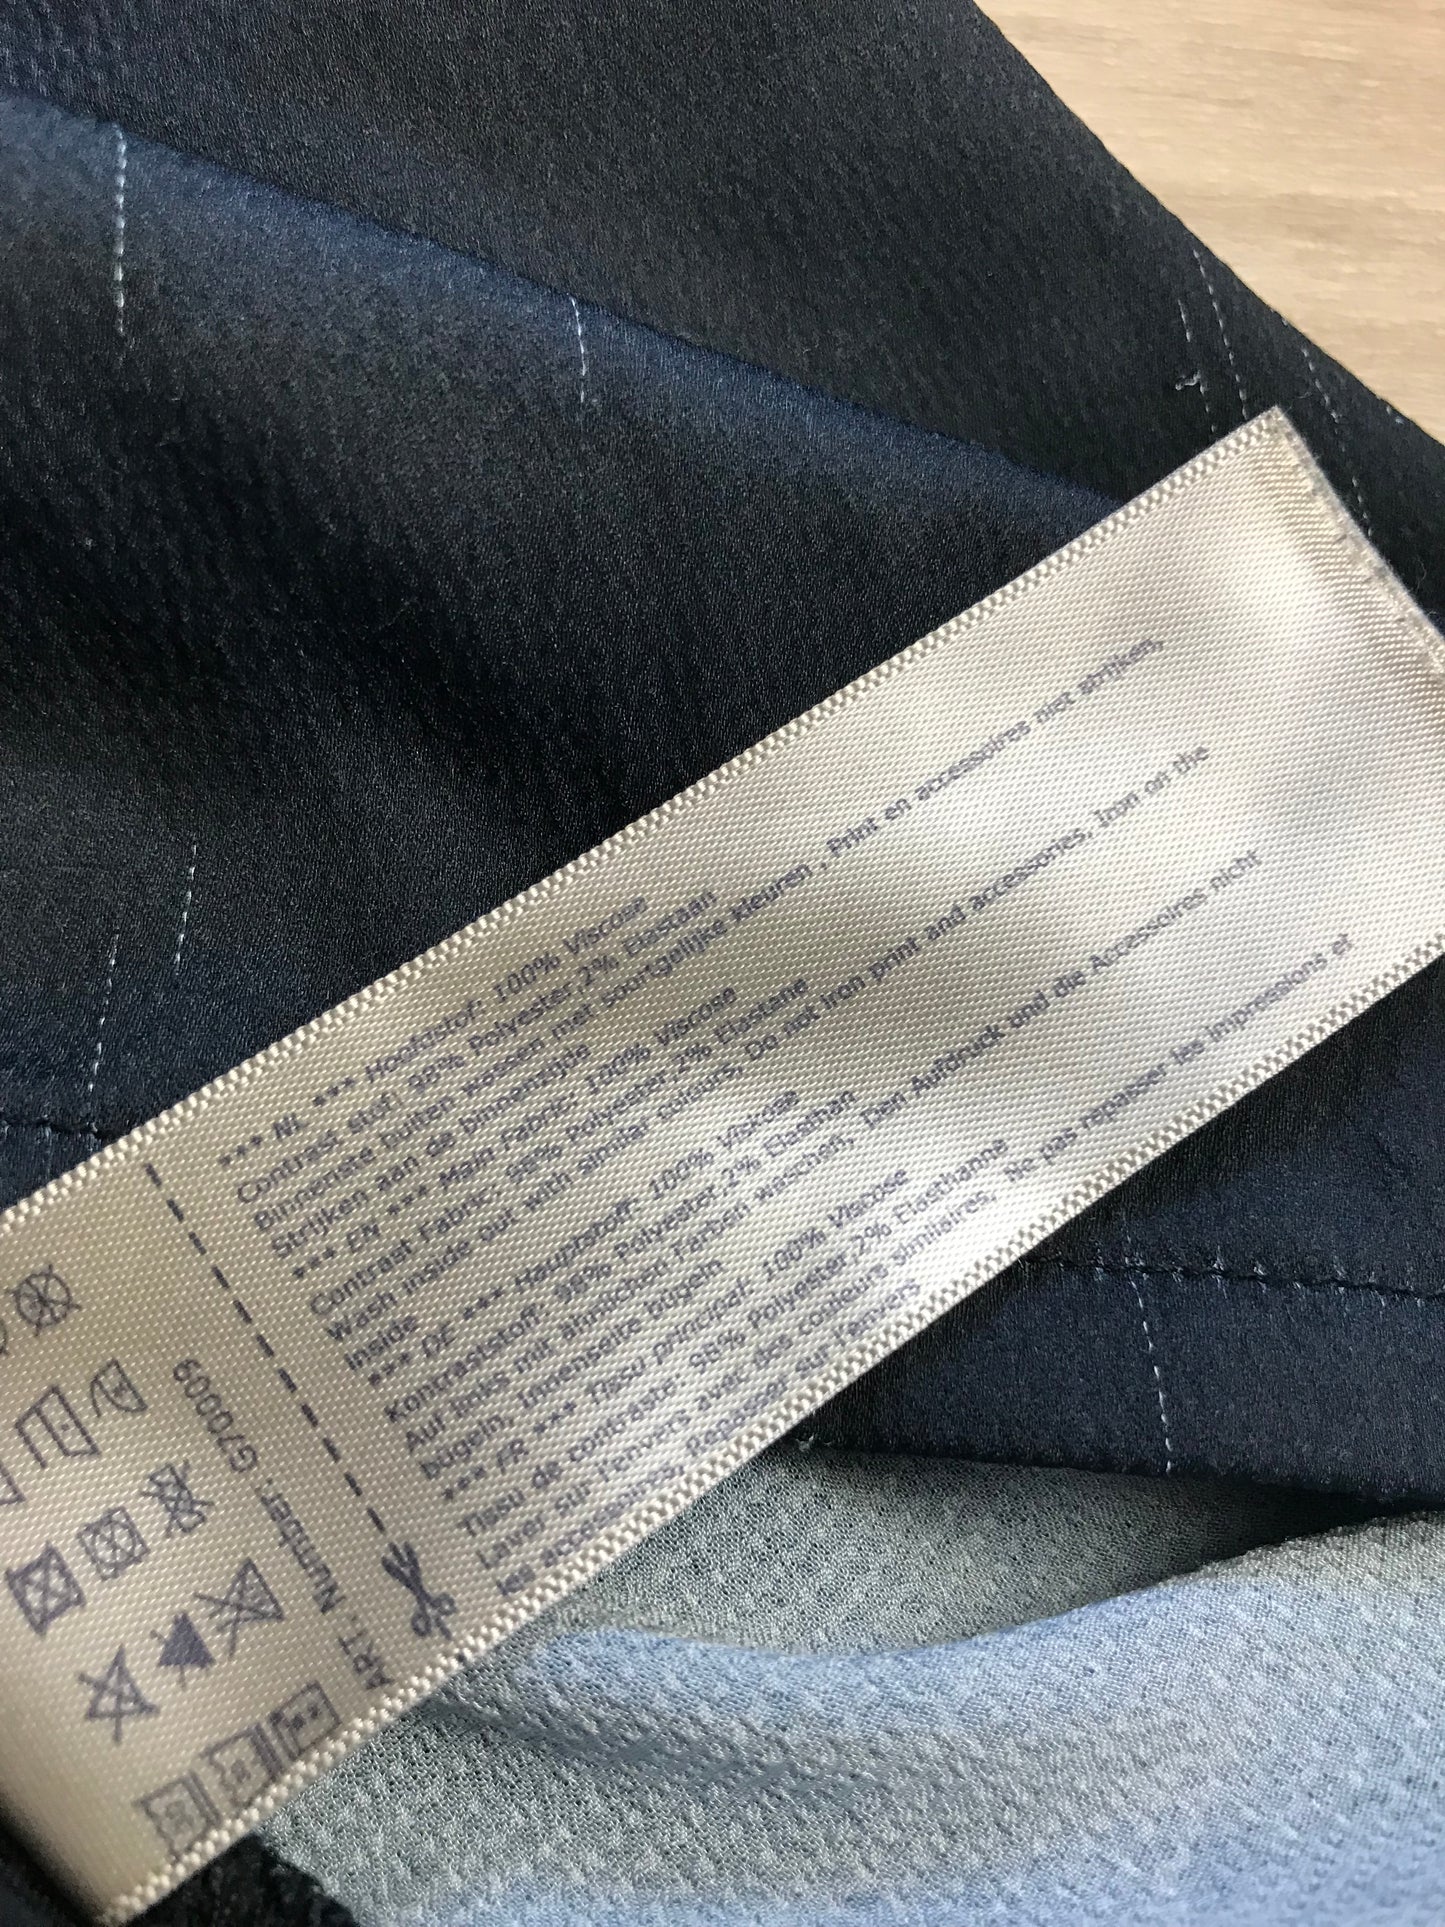 *** NL *** Hoofdstof: 100% Viscose
Contrast stof: 98% Polyester,2% Elastaan
Binnenste buiten wassen met soortgelijke kleuren , Print en accessoires niet strijken,
Strijken aan de binnenzijde
*** EN *** Main Fabric: 100% Viscose
Contrast Fabric: 98% Polyester,2% Elastane
Wash inside out with similar colours, Do not iron print and accessories, Iron on the
inside
*** DE *** Hauptstoff: 100% Viskose
Kontraststoff: 98% Polyester,2% Elasthan
Auf links mit ähnlichen Farben waschen, Den Aufdruck und die Accessoires nicht
bügeln, Innenseite bügeln
*** FR *** Tissu principal: 100% Viscose
Tissu de contraste: 98% Polyester,2% Elasthanne
Laver sur l'envers avec des couleurs similaires, Ne pas repasser les impressions et
les accessoires, Repasser sur l'envers
ART. Number: G70009